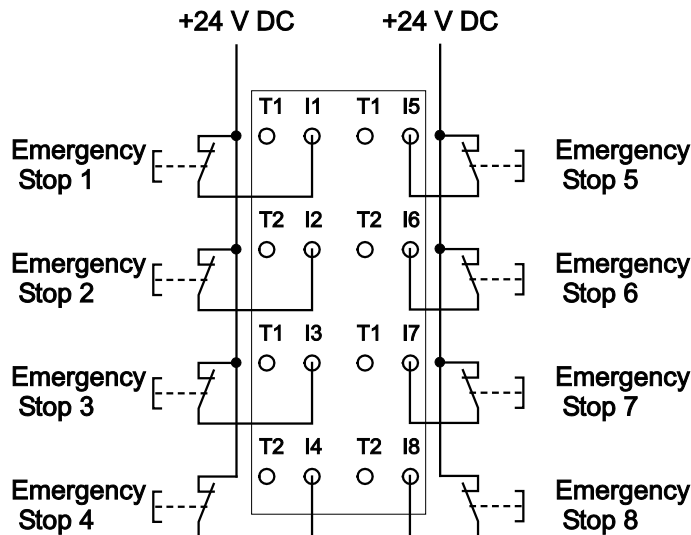 +24 V DC +24 V DC
T1 I1 T1 I5
Emergency
Stop 1
Emergency
Stop 5
T2 I2 T2 I6
Emergency
Stop 2
Emergency
Stop 6
T1 I3 T1 I7
Emergency
Stop 3
Emergency
Stop 7
T2 I4 T2 I8
Emergency
Stop 4
Emergency
Stop 8